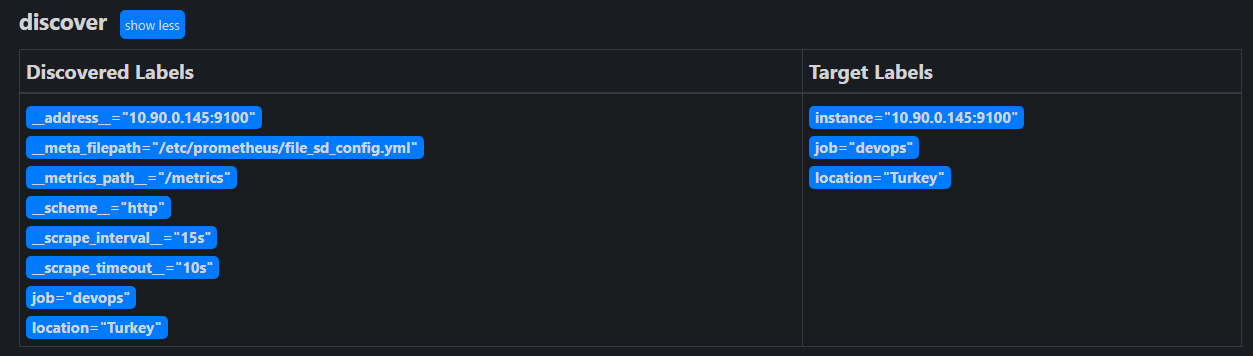 discover show less
Discovered Labels Target Labels
__address__="10.90.0.145:9100" instance="10.90.0.145:9100"
__meta_filepath="/etc/prometheus/file_sd_config.yml" job="devops"
__metrics_path__="/metrics" location="Turkey"
__scheme__="http"
__scrape_interval__="15s"
__scrape_timeout__="10s"
job="devops"
location="Turkey"